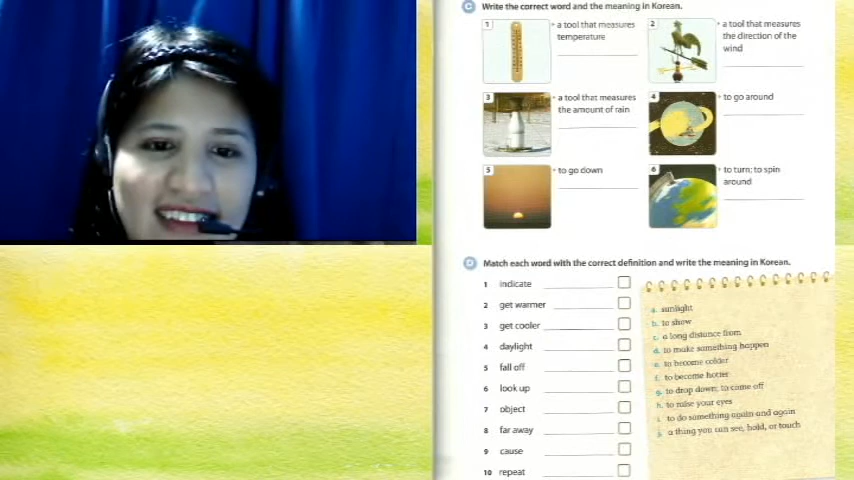 C Write the correct word and the meaning in Korean.
1 a tool that measures
temperature
2 a tool that measures
the direction of the
wind
3 a tool that measures
the amount of rain
4 to go around
5 to go down
6 to turn; to spin
around
D Match each word with the correct definition and write the meaning in Korean.
1 indicate
2 get warmer
3 get cooler
4 daylight
5 fall off
6 look up
7 object
8 far away
9 cause
10 repeat
a. sunlight
b. to show
c. a long distance from
d. to make something happen
e. to become colder
f. to become hotter
g. to drop down; to come off
h. to raise your eyes
i. to do something again and again
j. a thing you can see, hold, or touch